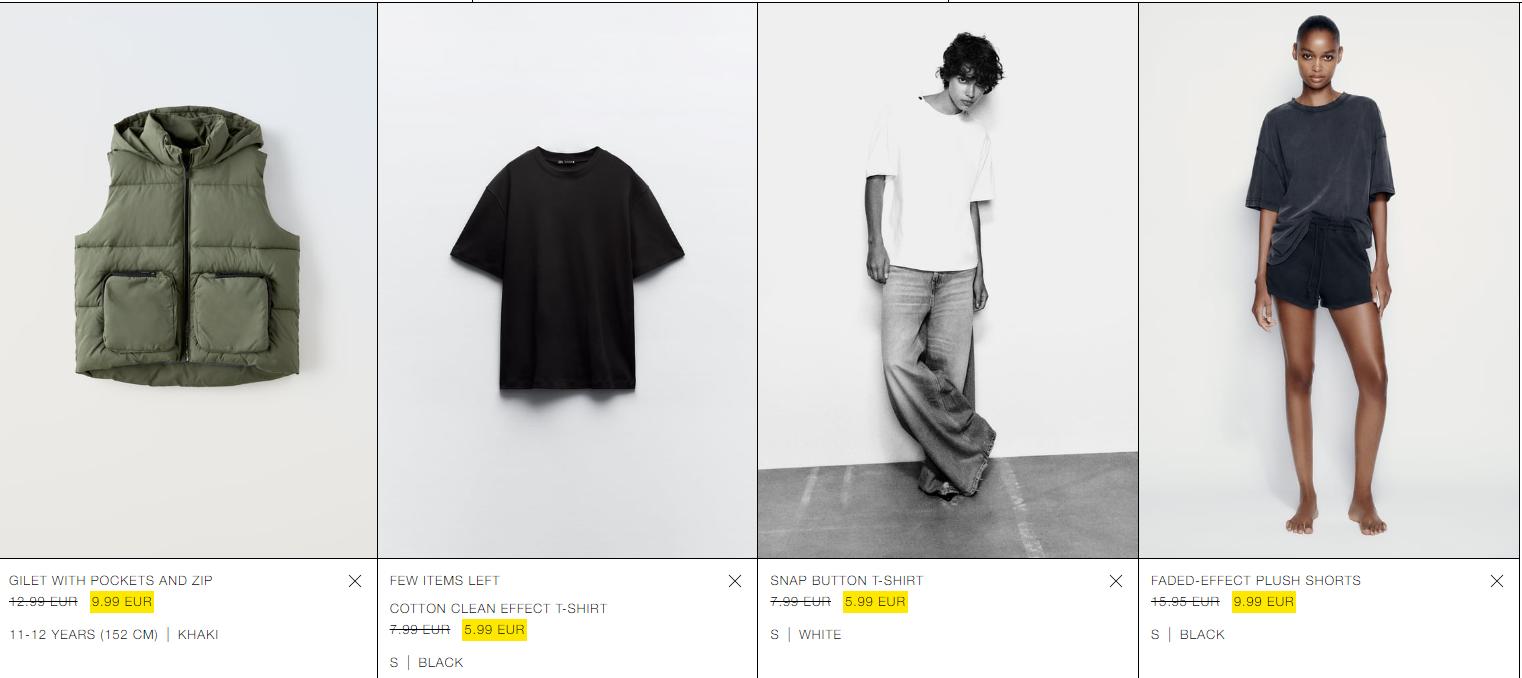 GILET WITH POCKETS AND ZIP
12.99 EUR 9.99 EUR
11-12 YEARS (152 CM) | KHAKI
FEW ITEMS LEFT
COTTON CLEAN EFFECT T-SHIRT
7.99 EUR 5.99 EUR
S | BLACK
SNAP BUTTON T-SHIRT
7.99 EUR 5.99 EUR
S | WHITE
FADED-EFFECT PLUSH SHORTS
15.95 EUR 9.99 EUR
S | BLACK